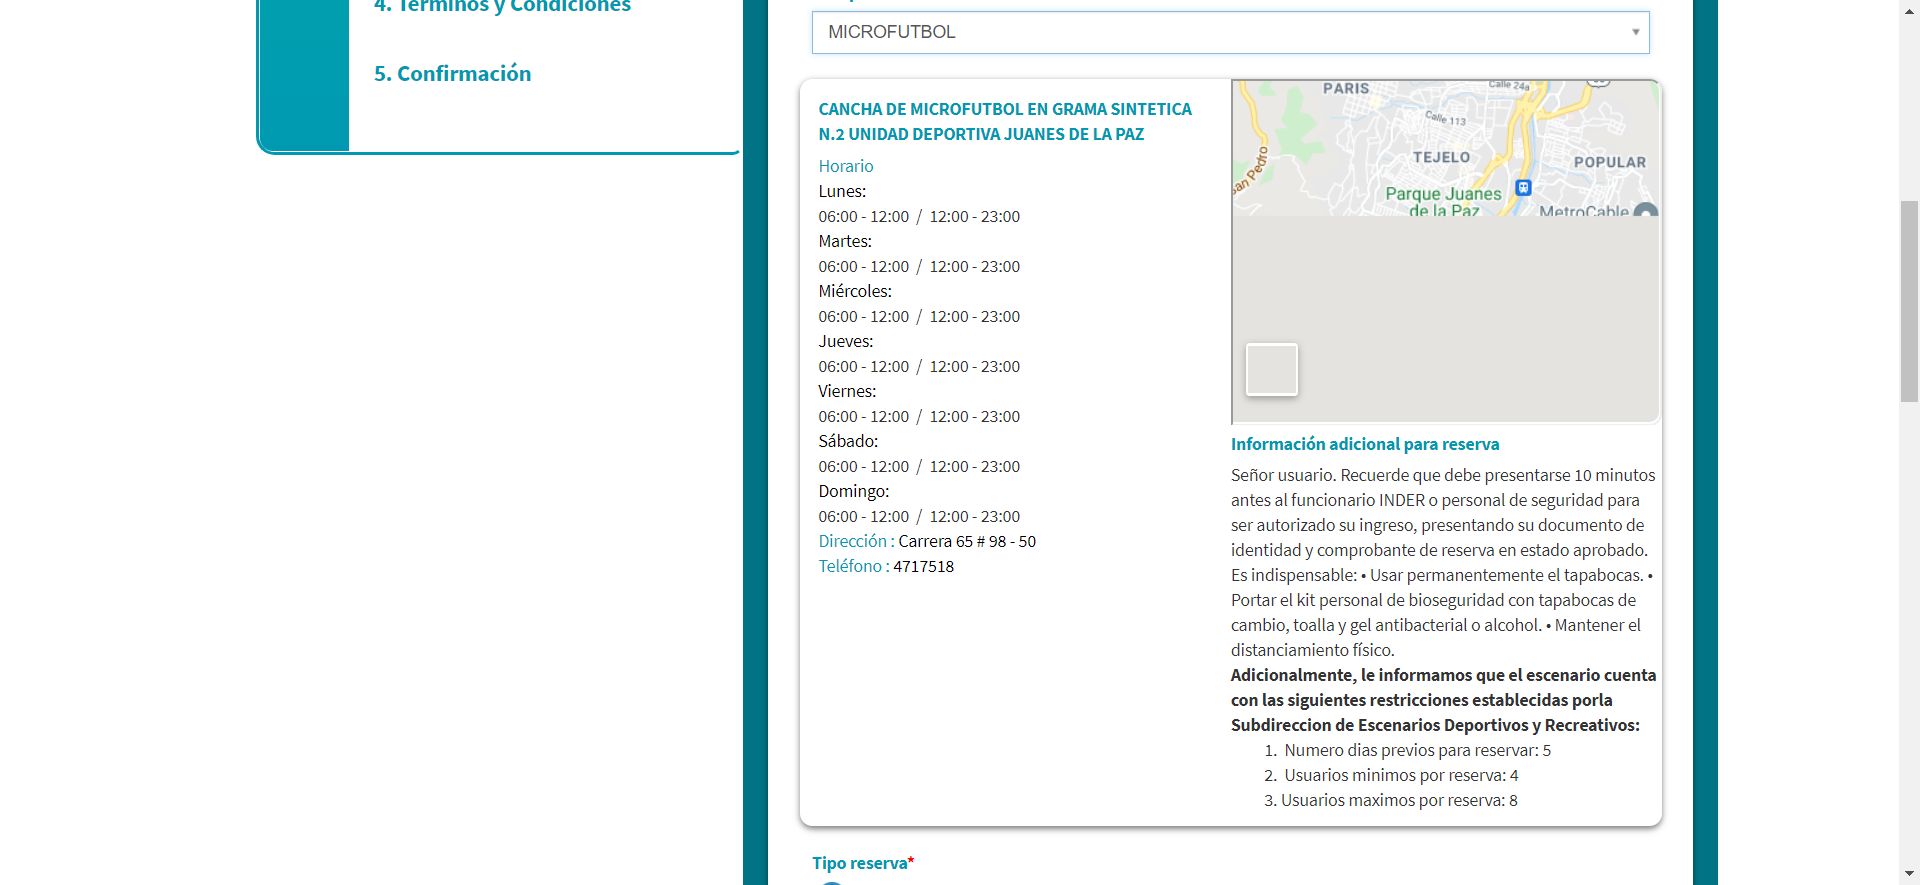 4. Terminos y Condiciones
5. Confirmación
MICROFUTBOL
CANCHA DE MICROFUTBOL EN GRAMA SINTETICA
N.2 UNIDAD DEPORTIVA JUANES DE LA PAZ
Horario
Lunes:
06:00 - 12:00 / 12:00 - 23:00
Martes:
06:00 - 12:00 / 12:00 - 23:00
Miércoles:
06:00 - 12:00 / 12:00 - 23:00
Jueves:
06:00 - 12:00 / 12:00 - 23:00
Viernes:
06:00 - 12:00 / 12:00 - 23:00
Sábado:
06:00 - 12:00 / 12:00 - 23:00
Domingo:
06:00 - 12:00 / 12:00 - 23:00
Dirección : Carrera 65 # 98 - 50
Teléfono : 4717518
PARIS
Calle 24a
Calle 113
TEJELO
POPULAR
San Pedro
Parque Juanes
de la Paz
MetroCable
Información adicional para reserva
Señor usuario. Recuerde que debe presentarse 10 minutos
antes al funcionario INDER o personal de seguridad para
ser autorizado su ingreso, presentando su documento de
identidad y comprobante de reserva en estado aprobado.
Es indispensable: • Usar permanentemente el tapabocas. •
Portar el kit personal de bioseguridad con tapabocas de
cambio, toalla y gel antibacterial o alcohol. • Mantener el
distanciamiento físico.
Adicionalmente, le informamos que el escenario cuenta
con las siguientes restricciones establecidas porla
Subdireccion de Escenarios Deportivos y Recreativos:
1. Numero dias previos para reservar: 5
2. Usuarios minimos por reserva: 4
3. Usuarios maximos por reserva: 8
Tipo reserva*